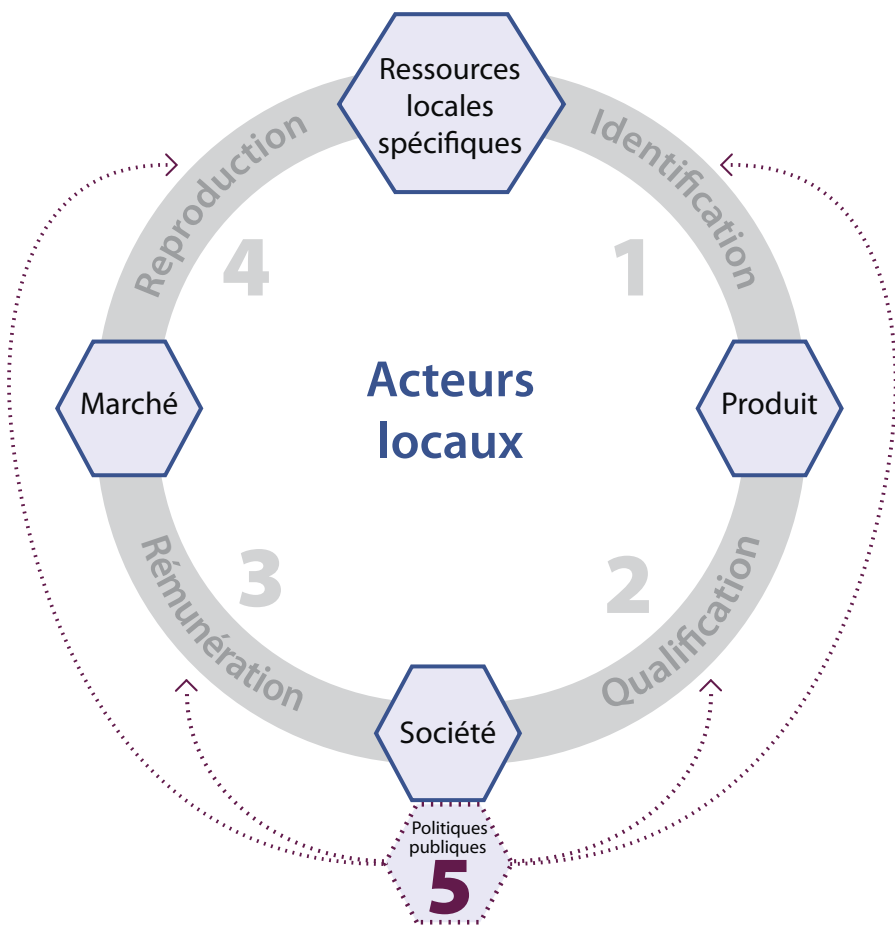 Ressources
locales
spécifiques
Identification
1
Produit
Qualification
2
Société
Rémunération
3
Marché
Reproduction
4
Acteurs
locaux
Politiques
publiques
5